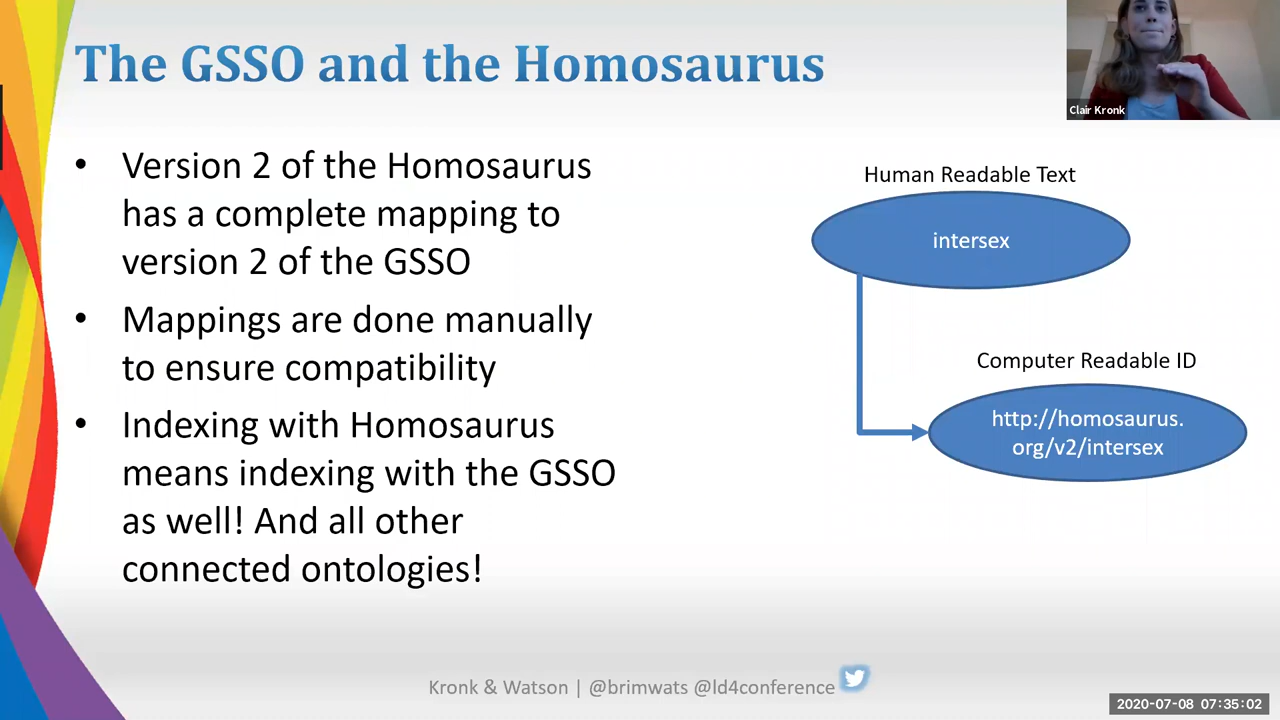 The GSSO and the Homosaurus
Clair Kronk
• Version 2 of the Homosaurus
has a complete mapping to
version 2 of the GSSO
• Mappings are done manually
to ensure compatibility
• Indexing with Homosaurus
means indexing with the GSSO
as well! And all other
connected ontologies!
Human Readable Text
intersex
Computer Readable ID
http://homosaurus.
org/v2/intersex
Kronk & Watson | @brimwats @ld4conference
2020-07-08 07:35:02